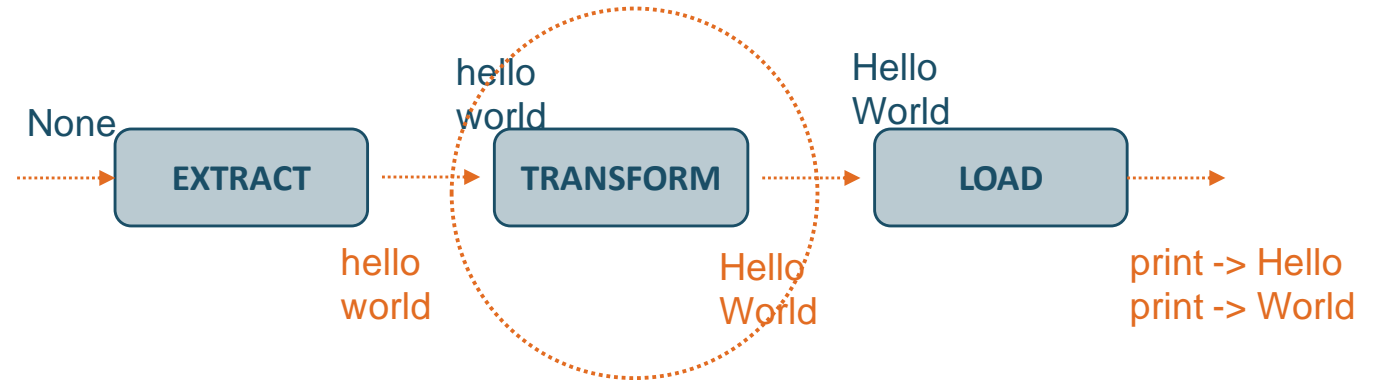 None
EXTRACT
hello
world
hello
world
TRANSFORM
Hello
World
Hello
World
LOAD
print -> Hello
print -> World